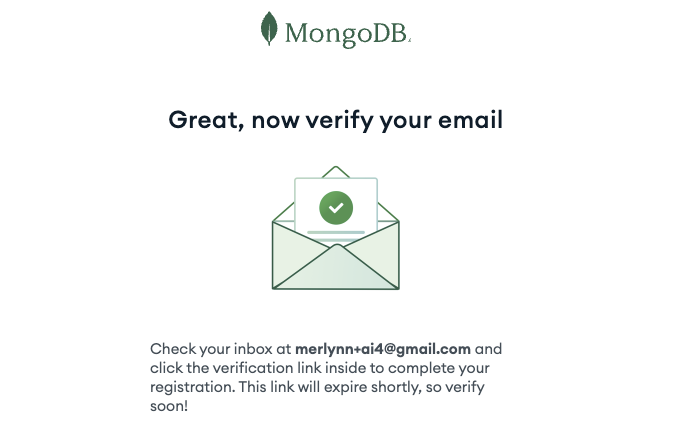 MongoDB.
Great, now verify your email
Check your inbox at merlynn+ai4@gmail.com and
click the verification link inside to complete your
registration. This link will expire shortly, so verify
soon!